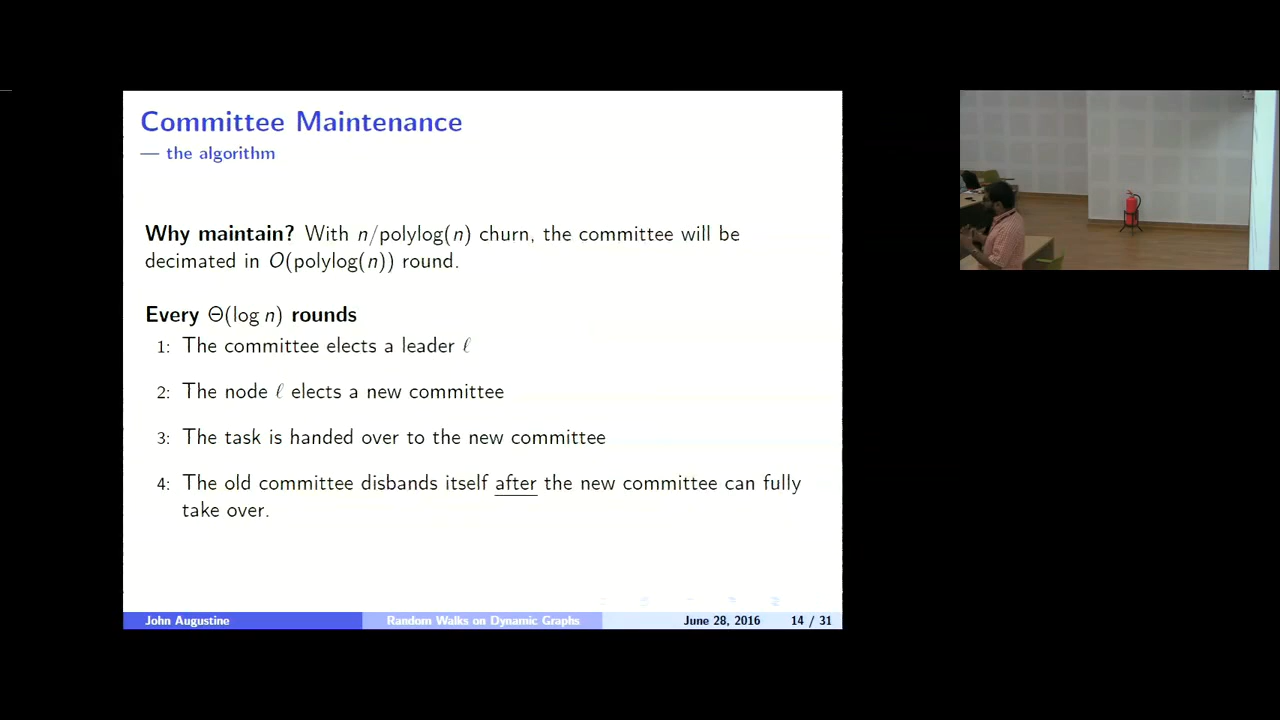 Committee Maintenance
— the algorithm
Why maintain? With n/polylog(n) churn, the committee will be
decimated in O(polylog(n)) round.
Every Θ(log n) rounds
1: The committee elects a leader ℓ
2: The node ℓ elects a new committee
3: The task is handed over to the new committee
4: The old committee disbands itself after the new committee can fully
take over.
John Augustine Random Walks on Dynamic Graphs June 28, 2016 14 / 31